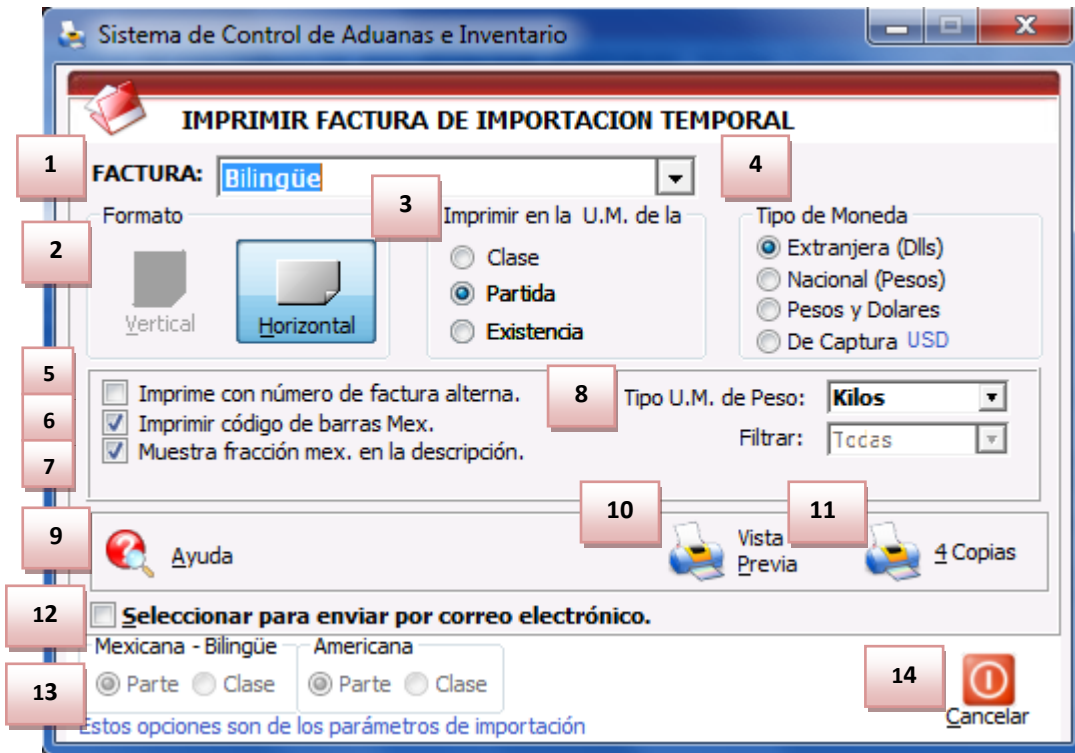 Sistema de Control de Aduanas e Inventario
IMPRIMIR FACTURA DE IMPORTACION TEMPORAL
1
FACTURA: Bilingüe
4
2
Formato
Vertical
Horizontal
3
Imprimir en la U.M. de la
Clase
Partida
Existencia
Tipo de Moneda
Extranjera (Dlls)
Nacional (Pesos)
Pesos y Dolares
De Captura USD
5
Imprime con número de factura alterna.
6
Imprimir código de barras Mex.
7
Muestra fracción mex. en la descripción.
8
Tipo U.M. de Peso: Kilos
Filtrar: Todas
9
Ayuda
10
Vista
Previa
11
4 Copias
12
Seleccionar para enviar por correo electrónico.
13
Mexicana - Bilingüe
Parte Clase
Americana
Parte Clase
Estos opciones son de los parámetros de importación
14
Cancelar